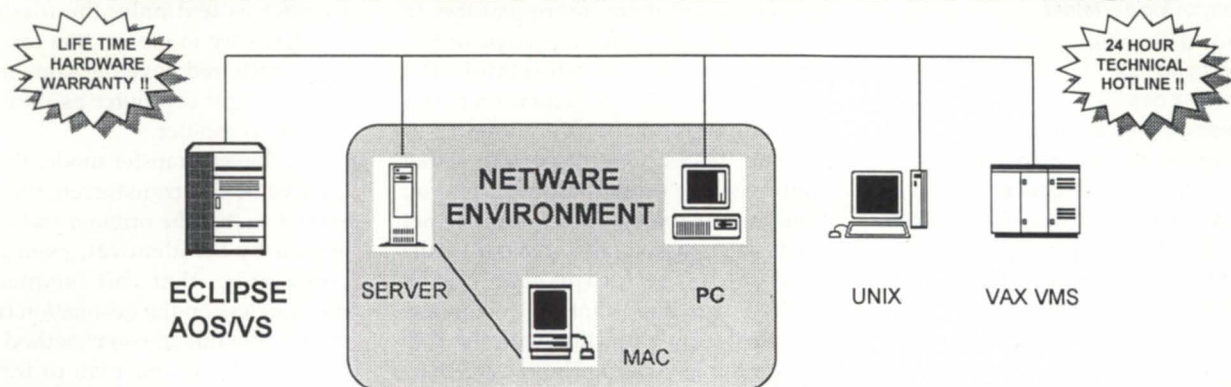 LIFE TIME
HARDWARE
WARRANTY !!
24 HOUR
TECHNICAL
HOTLINE !!
NETWARE
ENVIRONMENT
ECLIPSE
AOS/VS
SERVER
PC
UNIX
VAX VMS
MAC